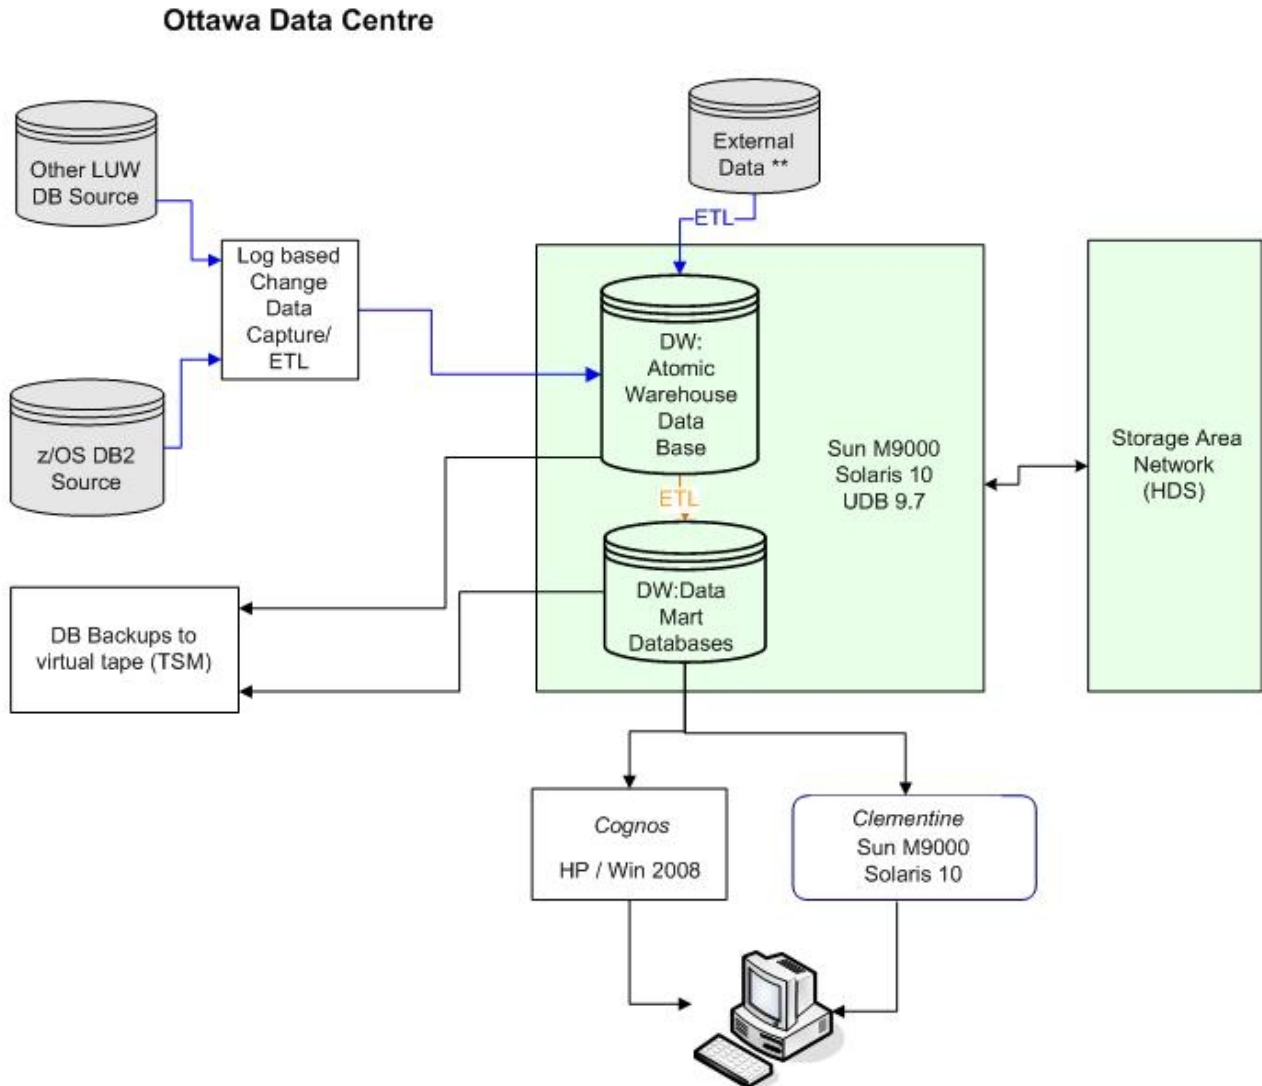 Ottawa Data Centre
Other LUW
DB Source
External
Data **
ETL
Log based
Change
Data
Capture/
ETL
DW:
Atomic
Warehouse
Data
Base
z/OS DB2
Source
Sun M9000
Solaris 10
UDB 9.7
Storage Area
Network
(HDS)
ETL
DW:Data
Mart
Databases
DB Backups to
virtual tape (TSM)
Cognos
HP / Win 2008
Clementine
Sun M9000
Solaris 10